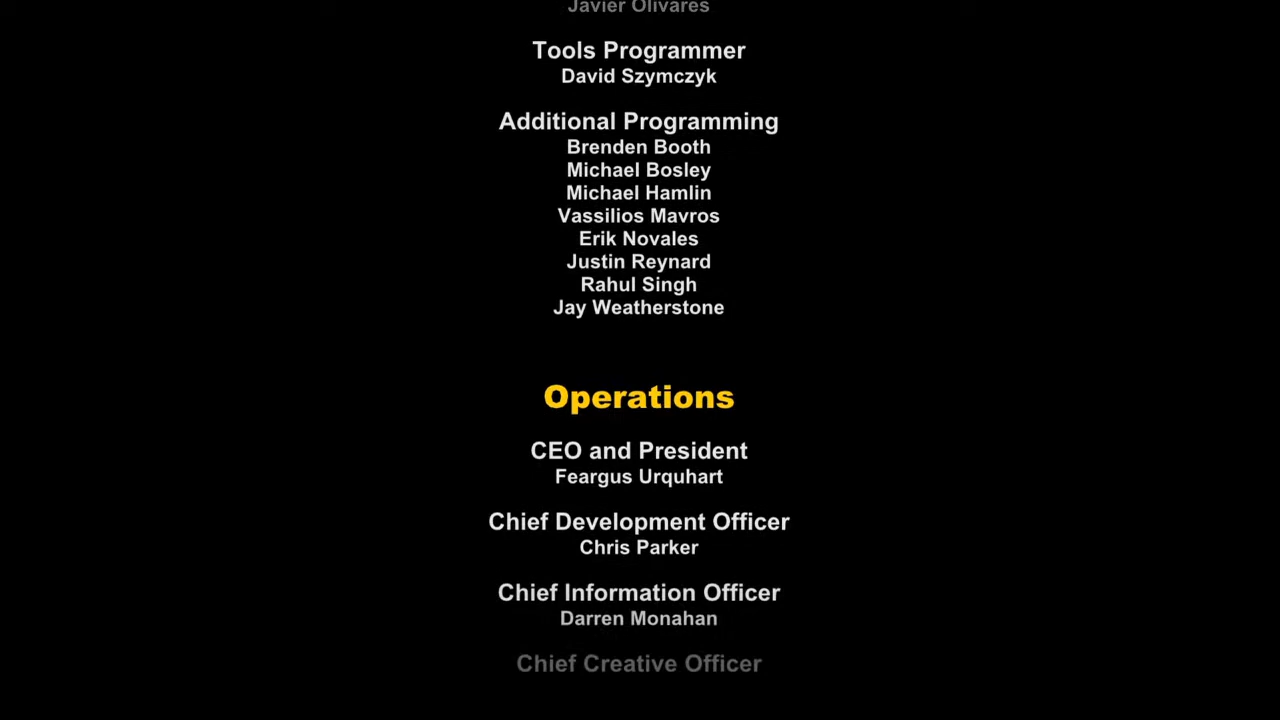 Javier Olivares
Tools Programmer
David Szymczyk
Additional Programming
Brenden Booth
Michael Bosley
Michael Hamlin
Vassilios Mavros
Erik Novales
Justin Reynard
Rahul Singh
Jay Weatherstone
Operations
CEO and President
Feargus Urquhart
Chief Development Officer
Chris Parker
Chief Information Officer
Darren Monahan
Chief Creative Officer